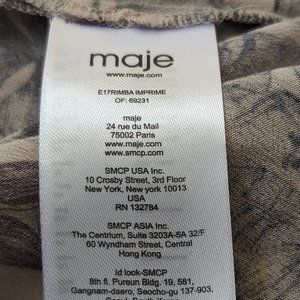 maje
www.maje.com
E17RIMBA IMPRIME
OF: 69231
maje
24 rue du Mail
75002 Paris
www.maje.com
www.smcp.com
SMCP USA Inc.
10 Crosby Street, 3rd Floor
New York, New york 10013
USA
RN 132784
SMCP ASIA Inc.
The Centrium, Suite 3203A-5A 32/F
60 Wyndham Street, Central
Hong Kong
Id look-SMCP
8th fl. Pureun Bldg. 19, 581,
Gangnam-daero, Seocho-gu 137-903,